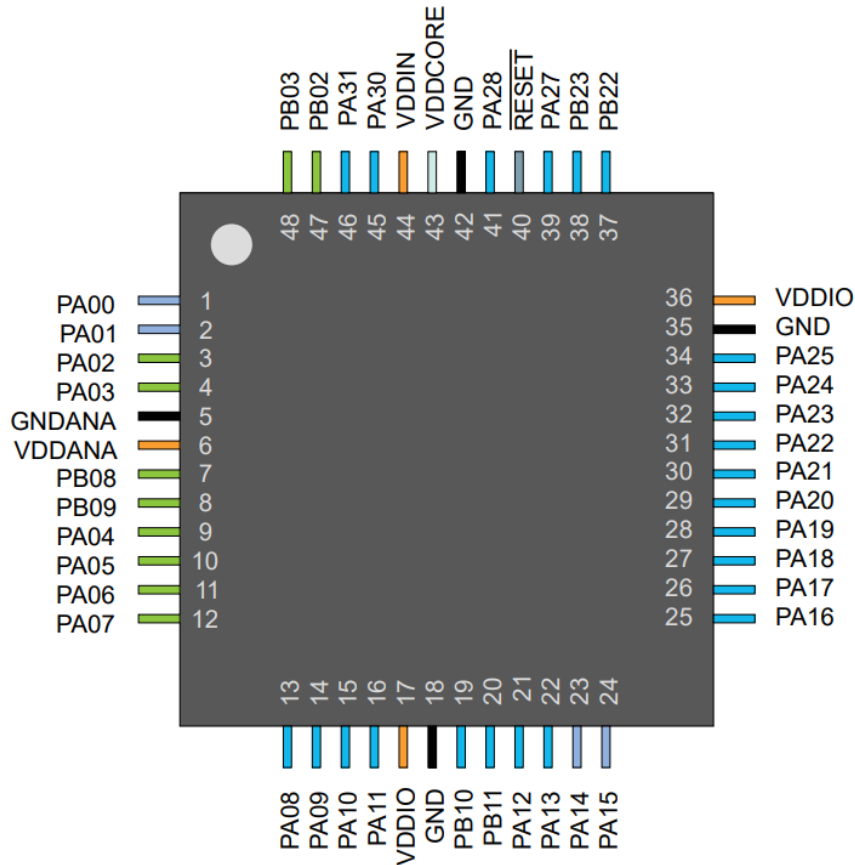 PB03
PB02
PA31
PA30
VDDIN
VDDCORE
GND
PA28
RESET
PA27
PB23
PB22
48
47
46
45
44
43
42
41
40
39
38
37
PA00 1
PA01 2
PA02 3
PA03 4
GNDANA 5
VDDANA 6
PB08 7
PB09 8
PA04 9
PA05 10
PA06 11
PA07 12
36 VDDIO
35 GND
34 PA25
33 PA24
32 PA23
31 PA22
30 PA21
29 PA20
28 PA19
27 PA18
26 PA17
25 PA16
13
14
15
16
17
18
19
20
21
22
23
24
PA08
PA09
PA10
PA11
VDDIO
GND
PB10
PB11
PA12
PA13
PA14
PA15